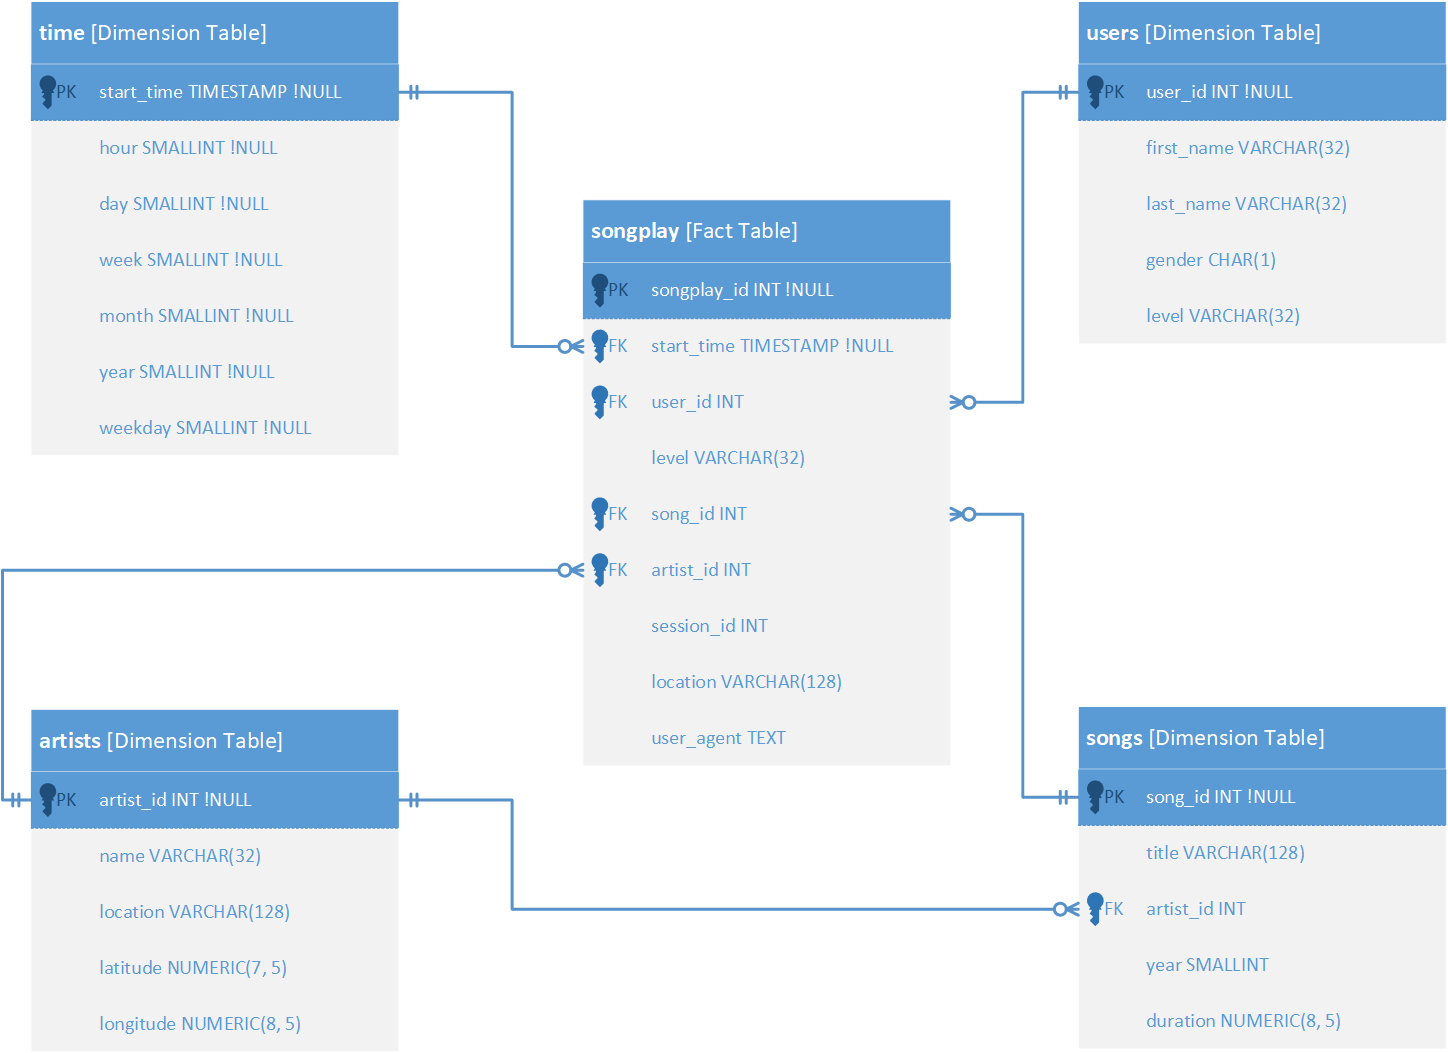 time [Dimension Table]
PK start_time TIMESTAMP !NULL
hour SMALLINT !NULL
day SMALLINT !NULL
week SMALLINT !NULL
month SMALLINT !NULL
year SMALLINT !NULL
weekday SMALLINT !NULL
users [Dimension Table]
PK user_id INT !NULL
first_name VARCHAR(32)
last_name VARCHAR(32)
gender CHAR(1)
level VARCHAR(32)
songplay [Fact Table]
PK songplay_id INT !NULL
FK start_time TIMESTAMP !NULL
FK user_id INT
level VARCHAR(32)
FK song_id INT
FK artist_id INT
session_id INT
location VARCHAR(128)
user_agent TEXT
artists [Dimension Table]
PK artist_id INT !NULL
name VARCHAR(32)
location VARCHAR(128)
latitude NUMERIC(7, 5)
longitude NUMERIC(8, 5)
songs [Dimension Table]
PK song_id INT !NULL
title VARCHAR(128)
FK artist_id INT
year SMALLINT
duration NUMERIC(8, 5)